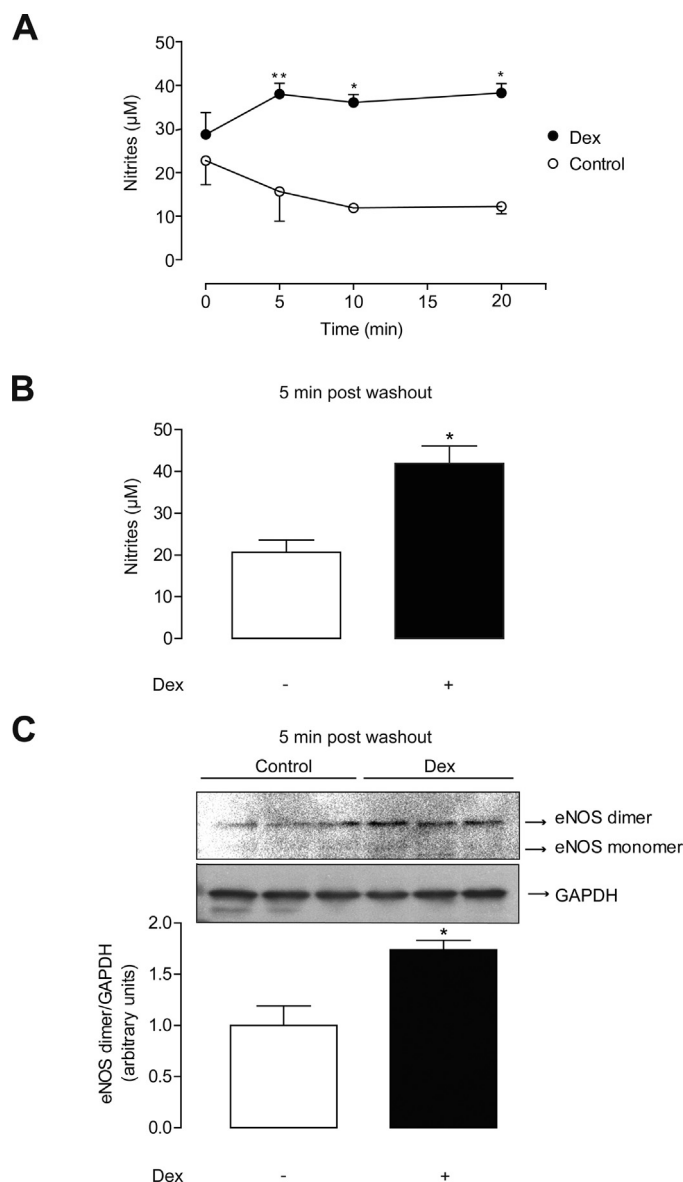 A
50
40
30
20
10
0
Nitrites (µM)
** * *
Dex
Control
0 5 10 15 20
Time (min)
B
5 min post washout
50
40
30
20
10
0
Nitrites (µM)
*
Dex - +
C
5 min post washout
Control Dex
eNOS dimer
eNOS monomer
GAPDH
2.0
1.5
1.0
0.5
0.0
eNOS dimer/GAPDH
(arbitrary units)
*
Dex - +